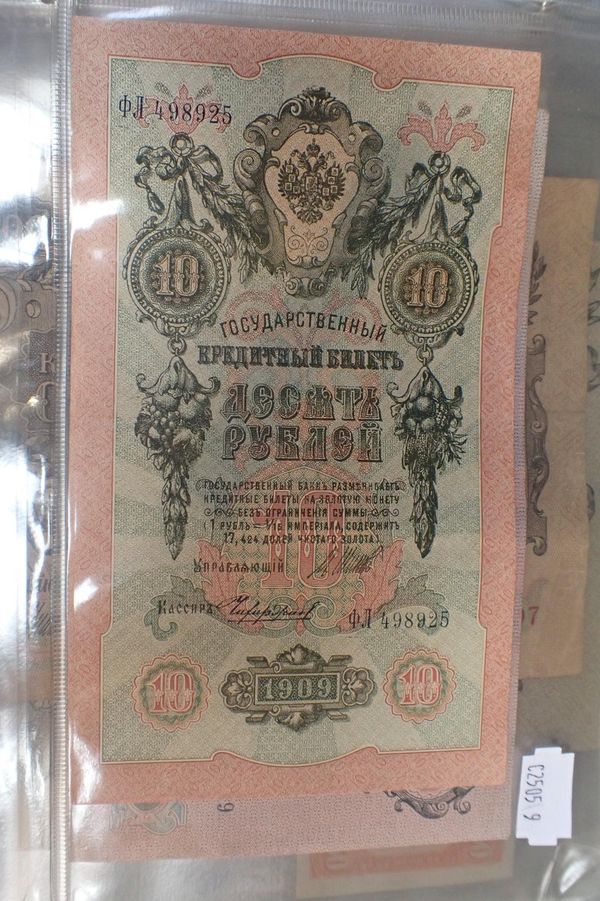 ФЛ 498925
10
10
ГОСУДАРСТВЕННЫЙ
КРЕДИТНЫЙ БИЛЕТЪ
ДЕСЯТЬ
РУБЛЕЙ
ГОСУДАРСТВЕННЫЙ БАНКЪ РАЗМѢНИВАЕТЪ
КРЕДИТНЫЕ БИЛЕТЫ НА ЗОЛОТУЮ МОНЕТУ
БЕЗЪ ОГРАНИЧЕНІЯ СУММЫ
(1 РУБЛЬ = 1/15 ИМПЕРІАЛА, СОДЕРЖИТЪ
17,424 ДОЛЕЙ ЧИСТАГО ЗОЛОТА).
10
УПРАВЛЯЮЩІЙ
КАССИРЪ
ФЛ 498925
10
1909
10
C2505 9